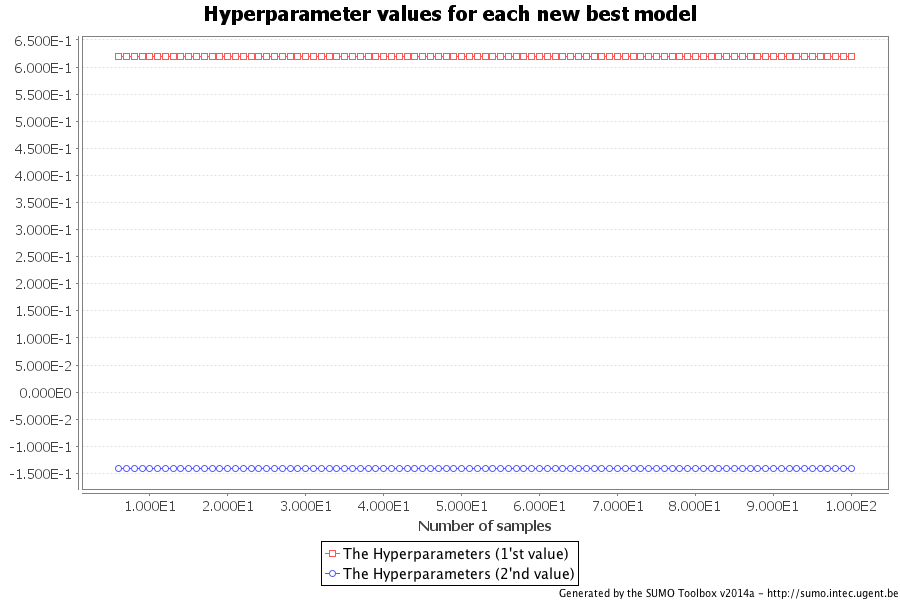 Hyperparameter values for each new best model
6.500E-1
6.000E-1
5.500E-1
5.000E-1
4.500E-1
4.000E-1
3.500E-1
3.000E-1
2.500E-1
2.000E-1
1.500E-1
1.000E-1
5.000E-2
0.000E0
-5.000E-2
-1.000E-1
-1.500E-1
1.000E1 2.000E1 3.000E1 4.000E1 5.000E1 6.000E1 7.000E1 8.000E1 9.000E1 1.000E2
Number of samples
The Hyperparameters (1'st value)
The Hyperparameters (2'nd value)
Generated by the SUMO Toolbox v2014a - http://sumo.intec.ugent.be